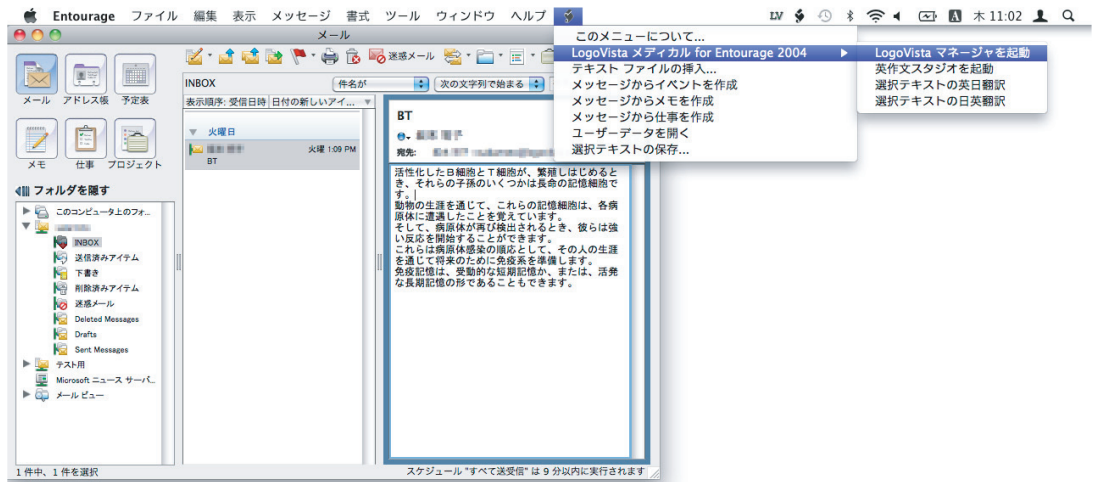 Entourage ファイル 編集 表示 メッセージ 書式 ツール ウィンドウ ヘルプ
LV 木 11:02
メール
このメニューについて...
LogoVista メディカル for Entourage 2004
テキスト ファイルの挿入...
メッセージからイベントを作成
メッセージからメモを作成
メッセージから仕事を作成
ユーザーデータを開く
選択テキストの保存...
LogoVista マネージャを起動
英作文スタジオを起動
選択テキストの英日翻訳
選択テキストの日英翻訳
迷惑メール
メール アドレス帳 予定表
メモ 仕事 プロジェクト
フォルダを隠す
このコンピュータ上のフォ...
INBOX
送信済みアイテム
下書き
削除済みアイテム
迷惑メール
Deleted Messages
Drafts
Sent Messages
テスト用
Microsoft ニュース サーバ...
メール ビュー
INBOX 件名が 次の文字列で始まる
表示順序: 受信日時 日付の新しいアイ...
火曜日
火曜 1:09 PM
BT
BT
宛先:
活性化したB細胞とT細胞が、繁殖しはじめると
き、それらの子孫のいくつかは長命の記憶細胞で
す。
動物の生涯を通じて、これらの記憶細胞は、各病
原体に遭遇したことを覚えています。
そして、病原体が再び検出されるとき、彼らは強
い反応を開始することができます。
これらは病原体感染の順応として、その人の生涯
を通じて将来のために免疫系を準備します。
免疫記憶は、受動的な短期記憶か、または、活発
な長期記憶の形であることもできます。
1 件中、1 件を選択
スケジュール "すべて送受信" は 9 分以内に実行されます